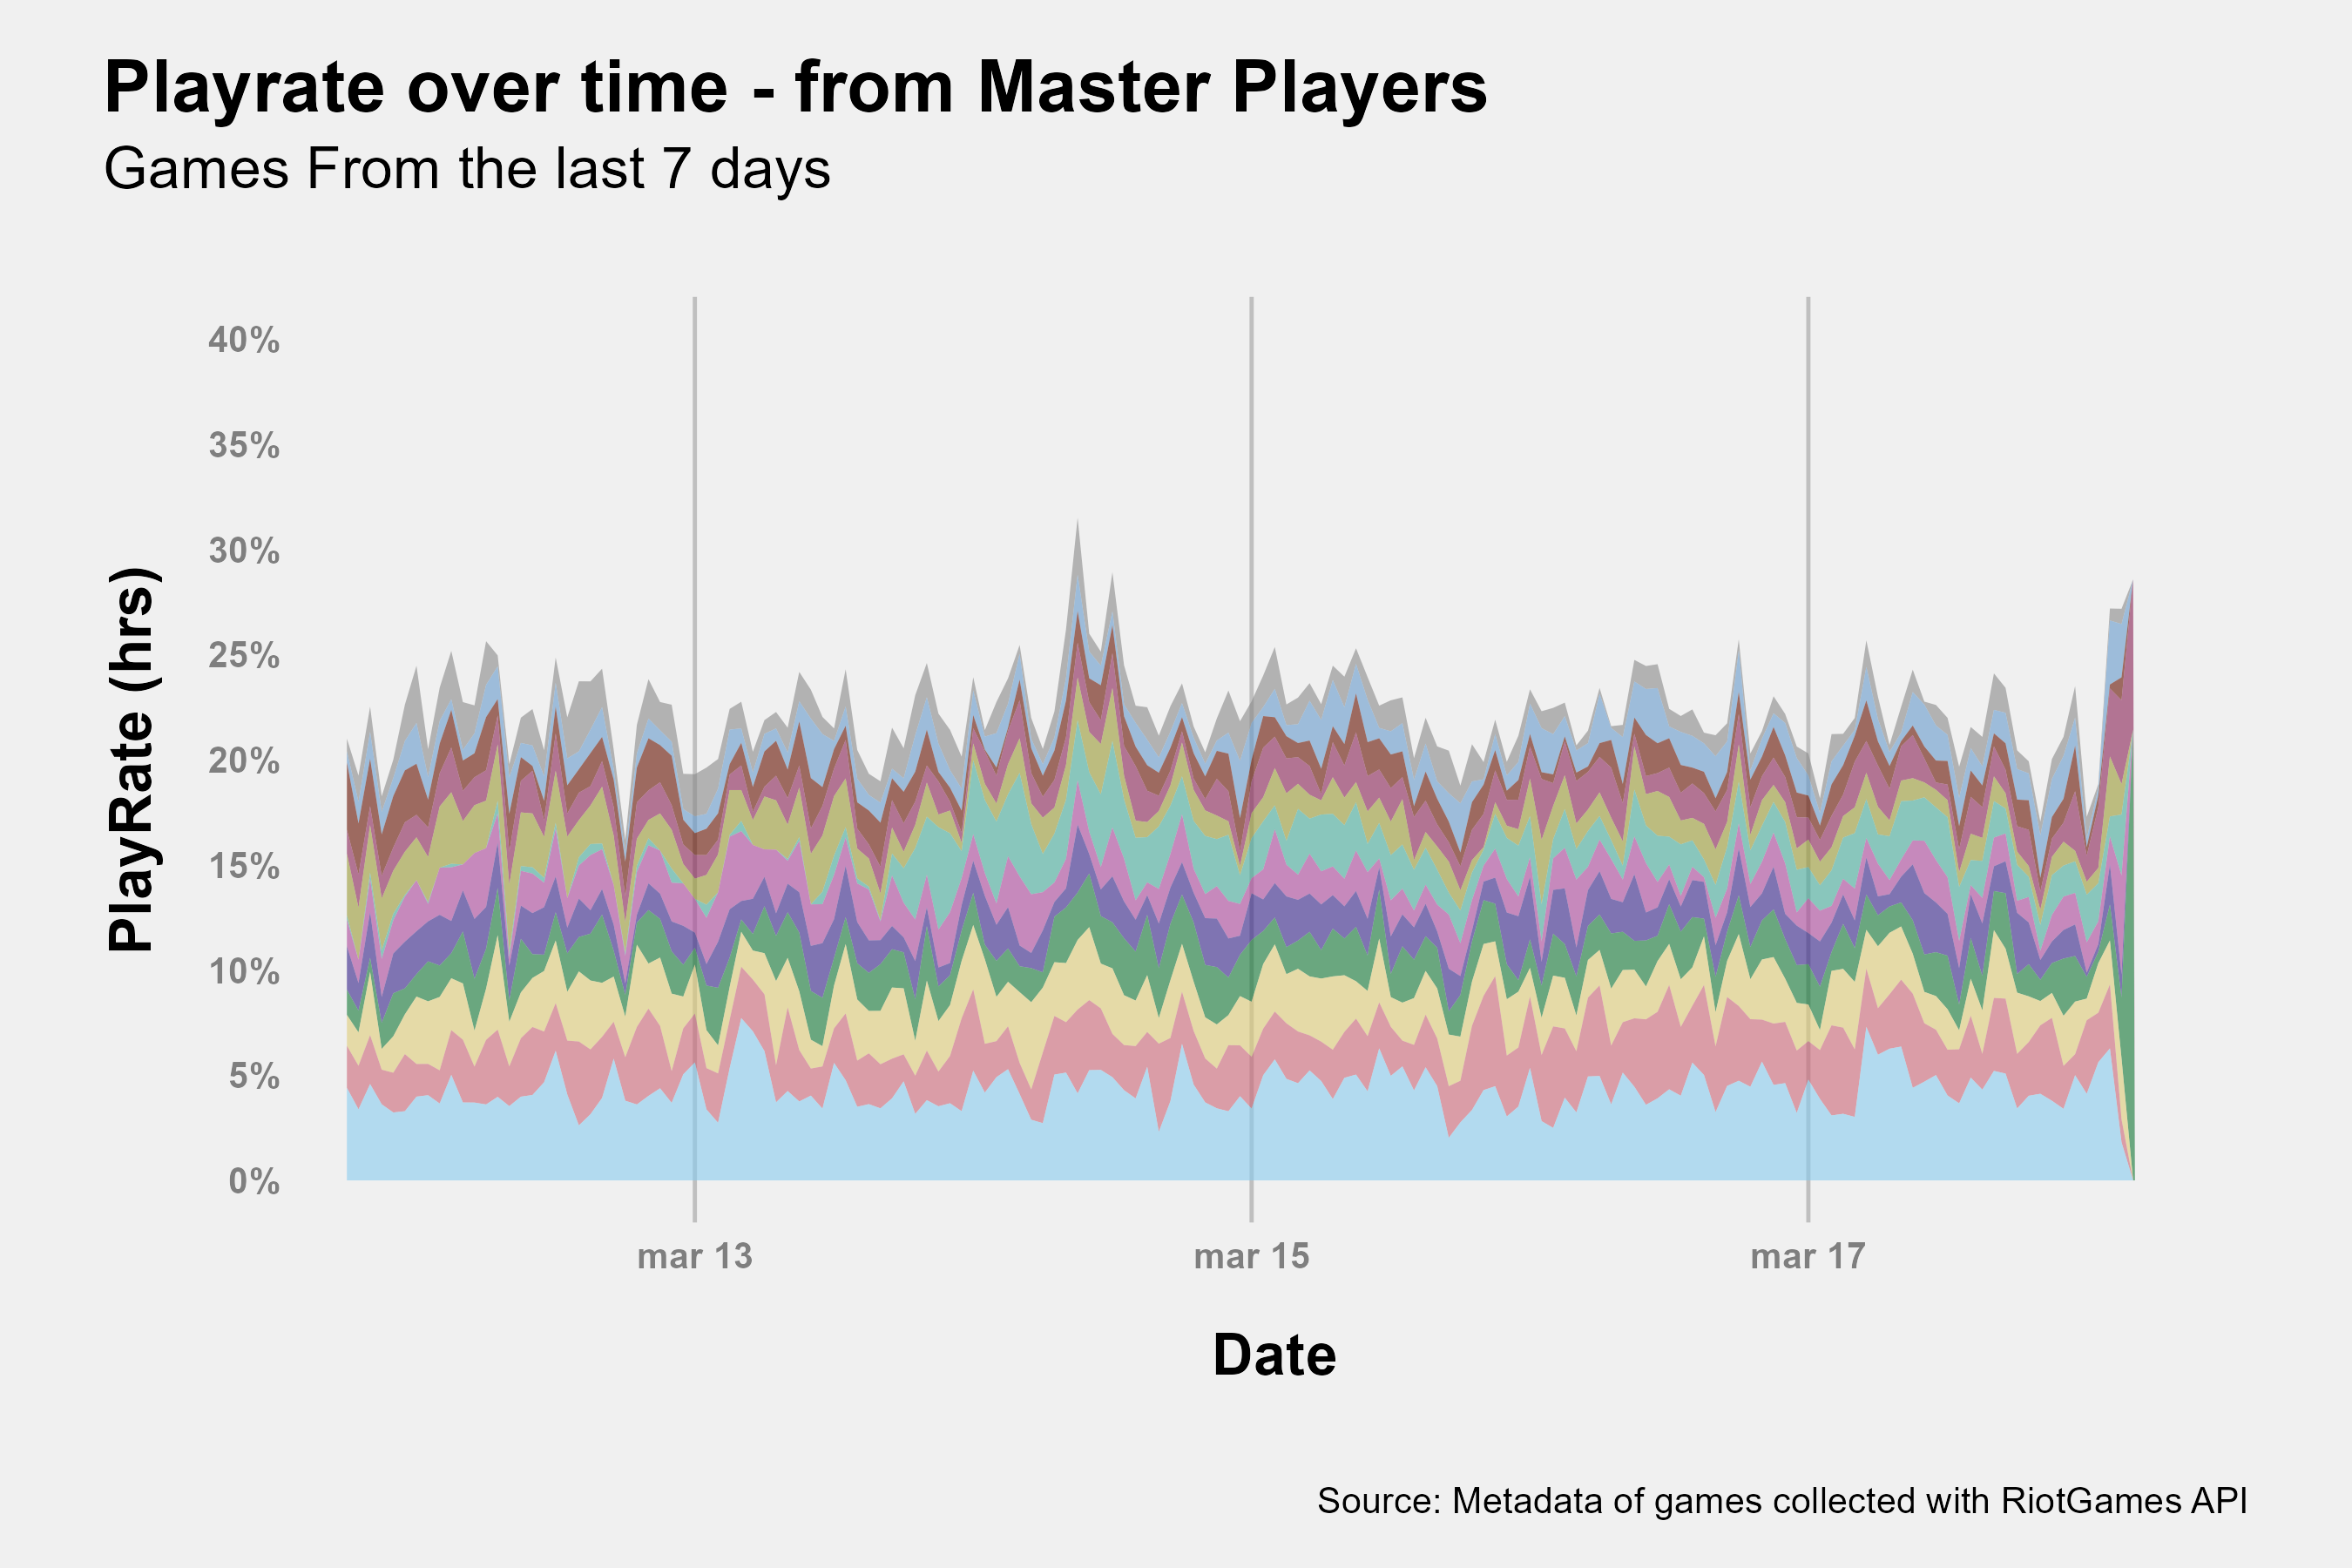 Playrate over time - from Master Players
Games From the last 7 days
40%
35%
30%
25%
20%
15%
10%
5%
0%
PlayRate (hrs)
mar 13
mar 15
mar 17
Date
Source: Metadata of games collected with RiotGames API